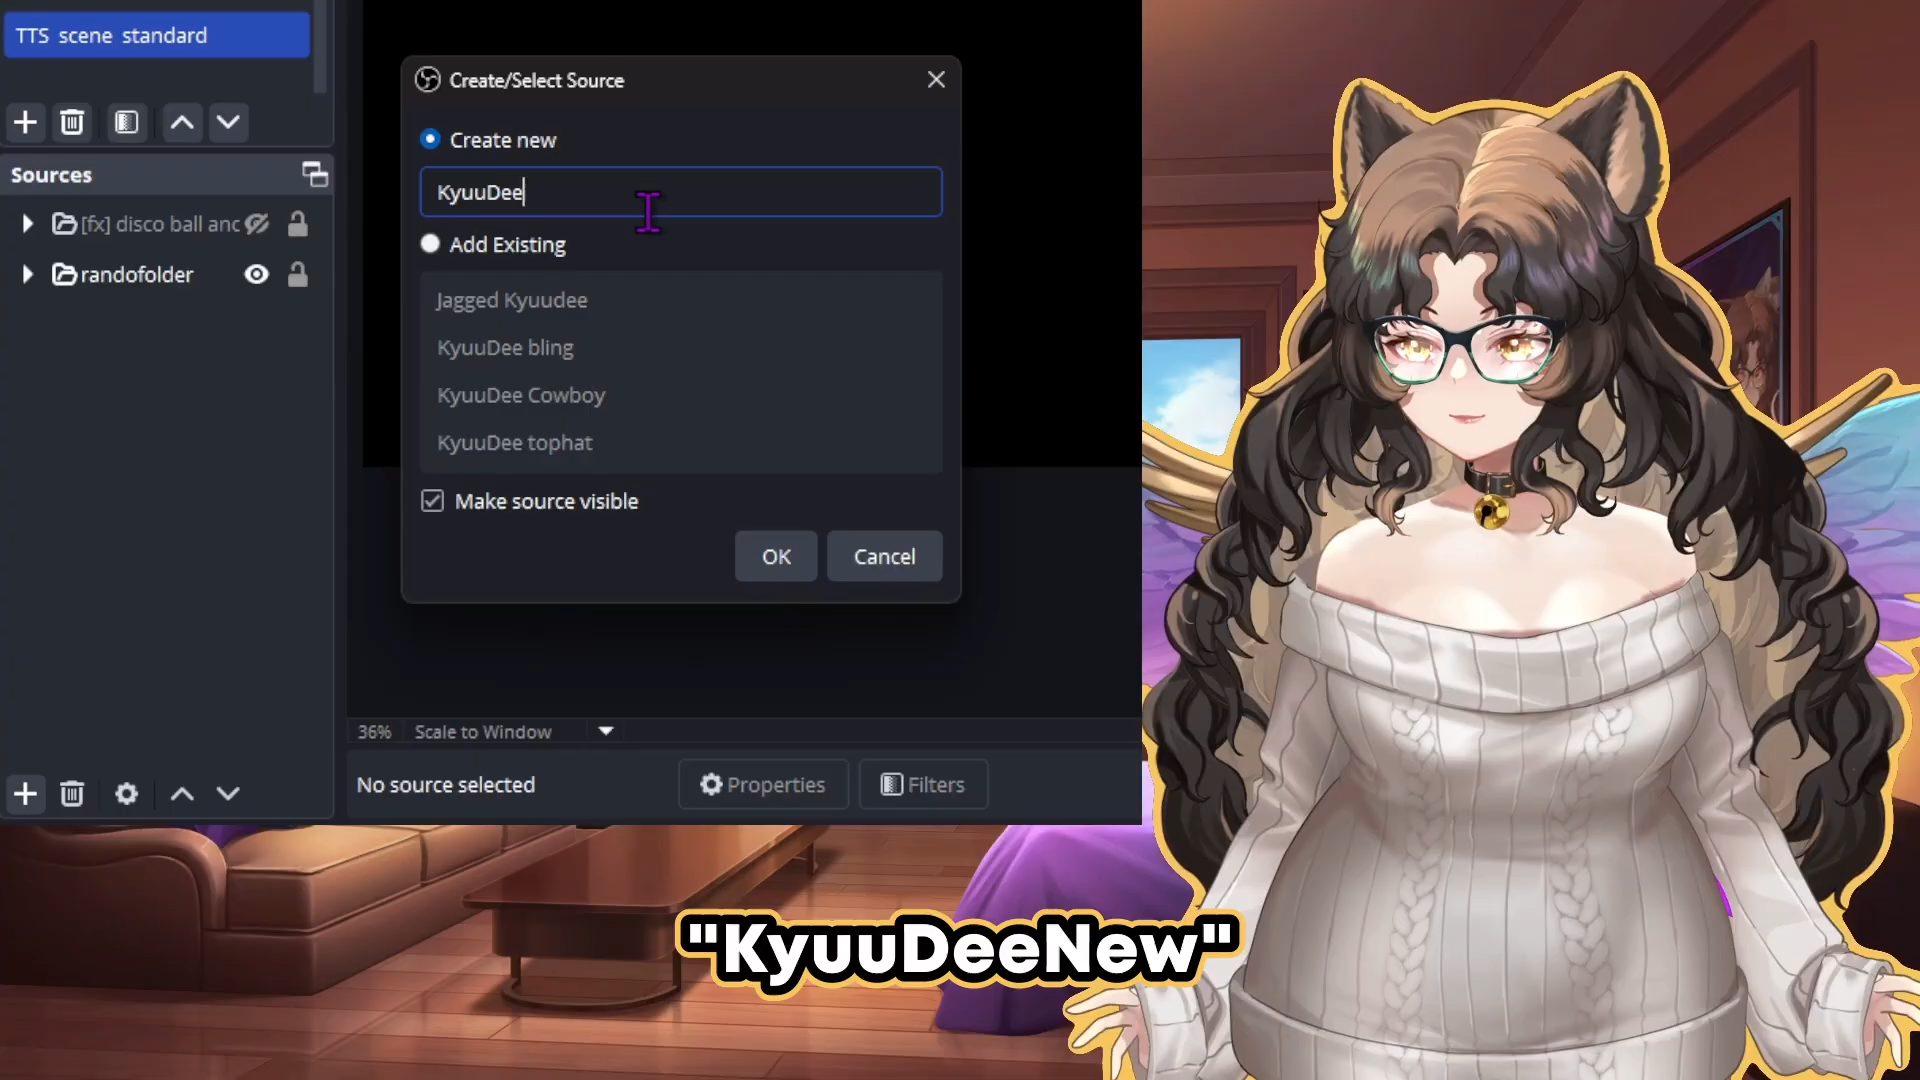 TTS scene standard
Sources
[fx] disco ball anc
randofolder
Create/Select Source
Create new
KyuuDee
Add Existing
Jagged Kyuudee
KyuuDee bling
KyuuDee Cowboy
KyuuDee tophat
Make source visible
OK
Cancel
36%
Scale to Window
No source selected
Properties
Filters
"KyuuDeeNew"